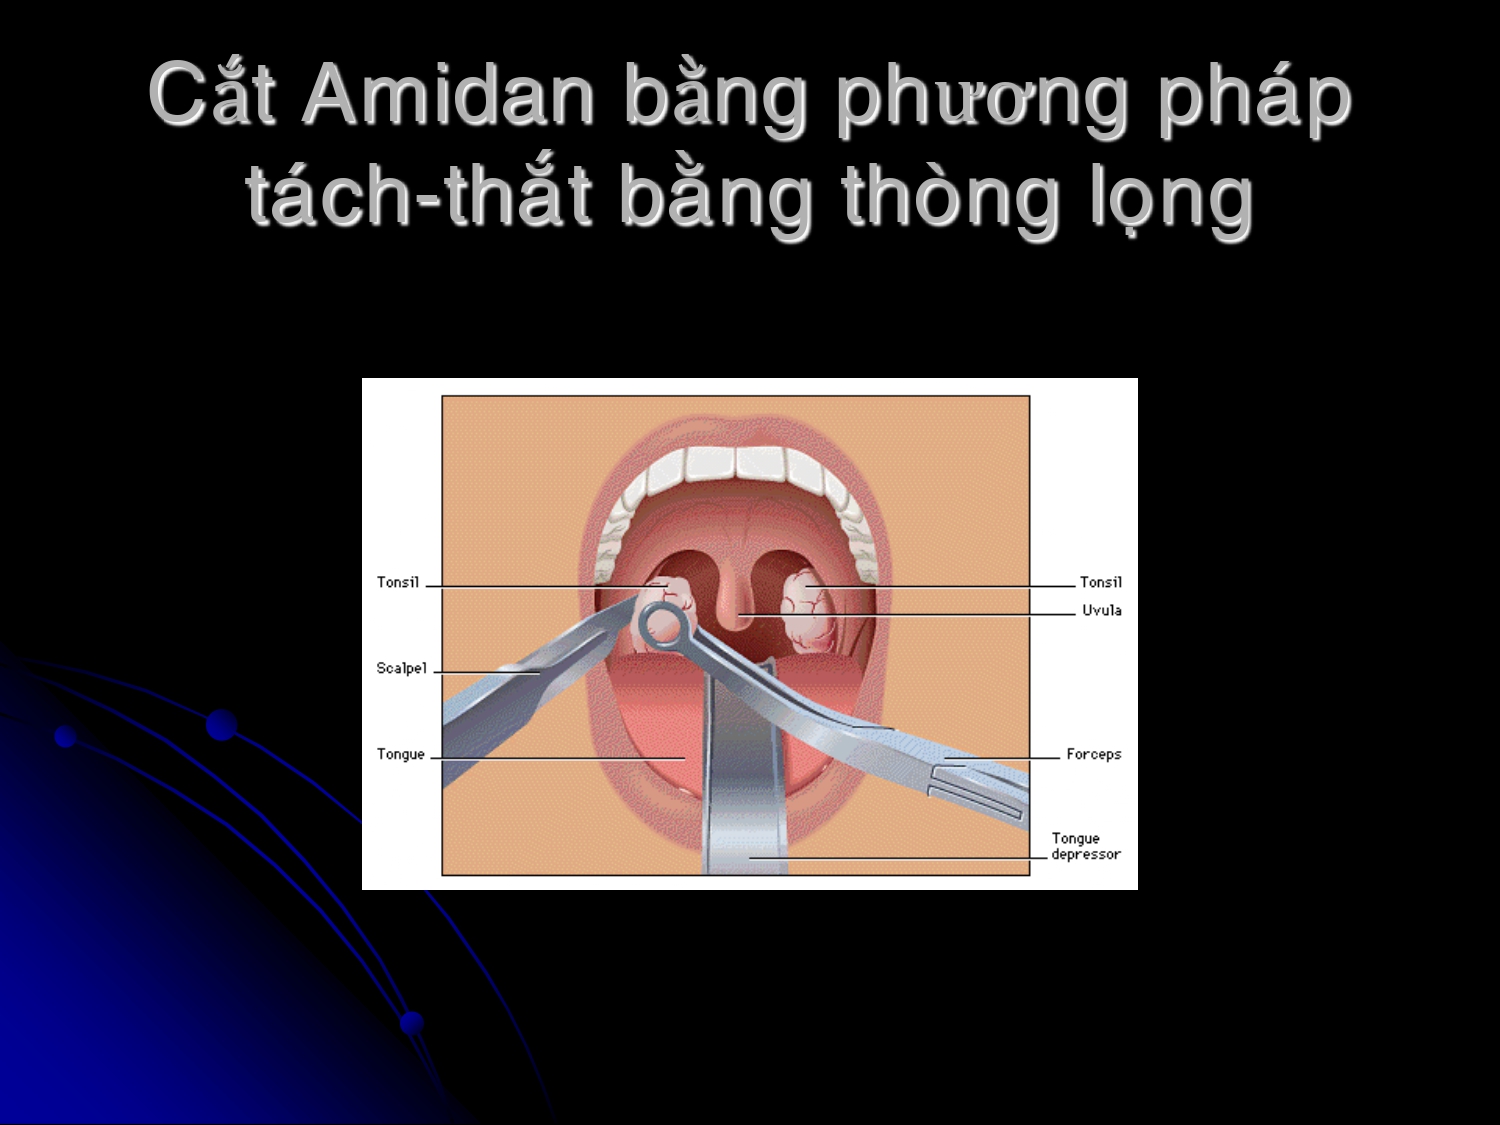 Cắt Amidan bằng phương pháp
tách-thắt bằng thòng lọng
Tonsil
Tonsil
Uvula
Scalpel
Tongue
Forceps
Tongue
depressor